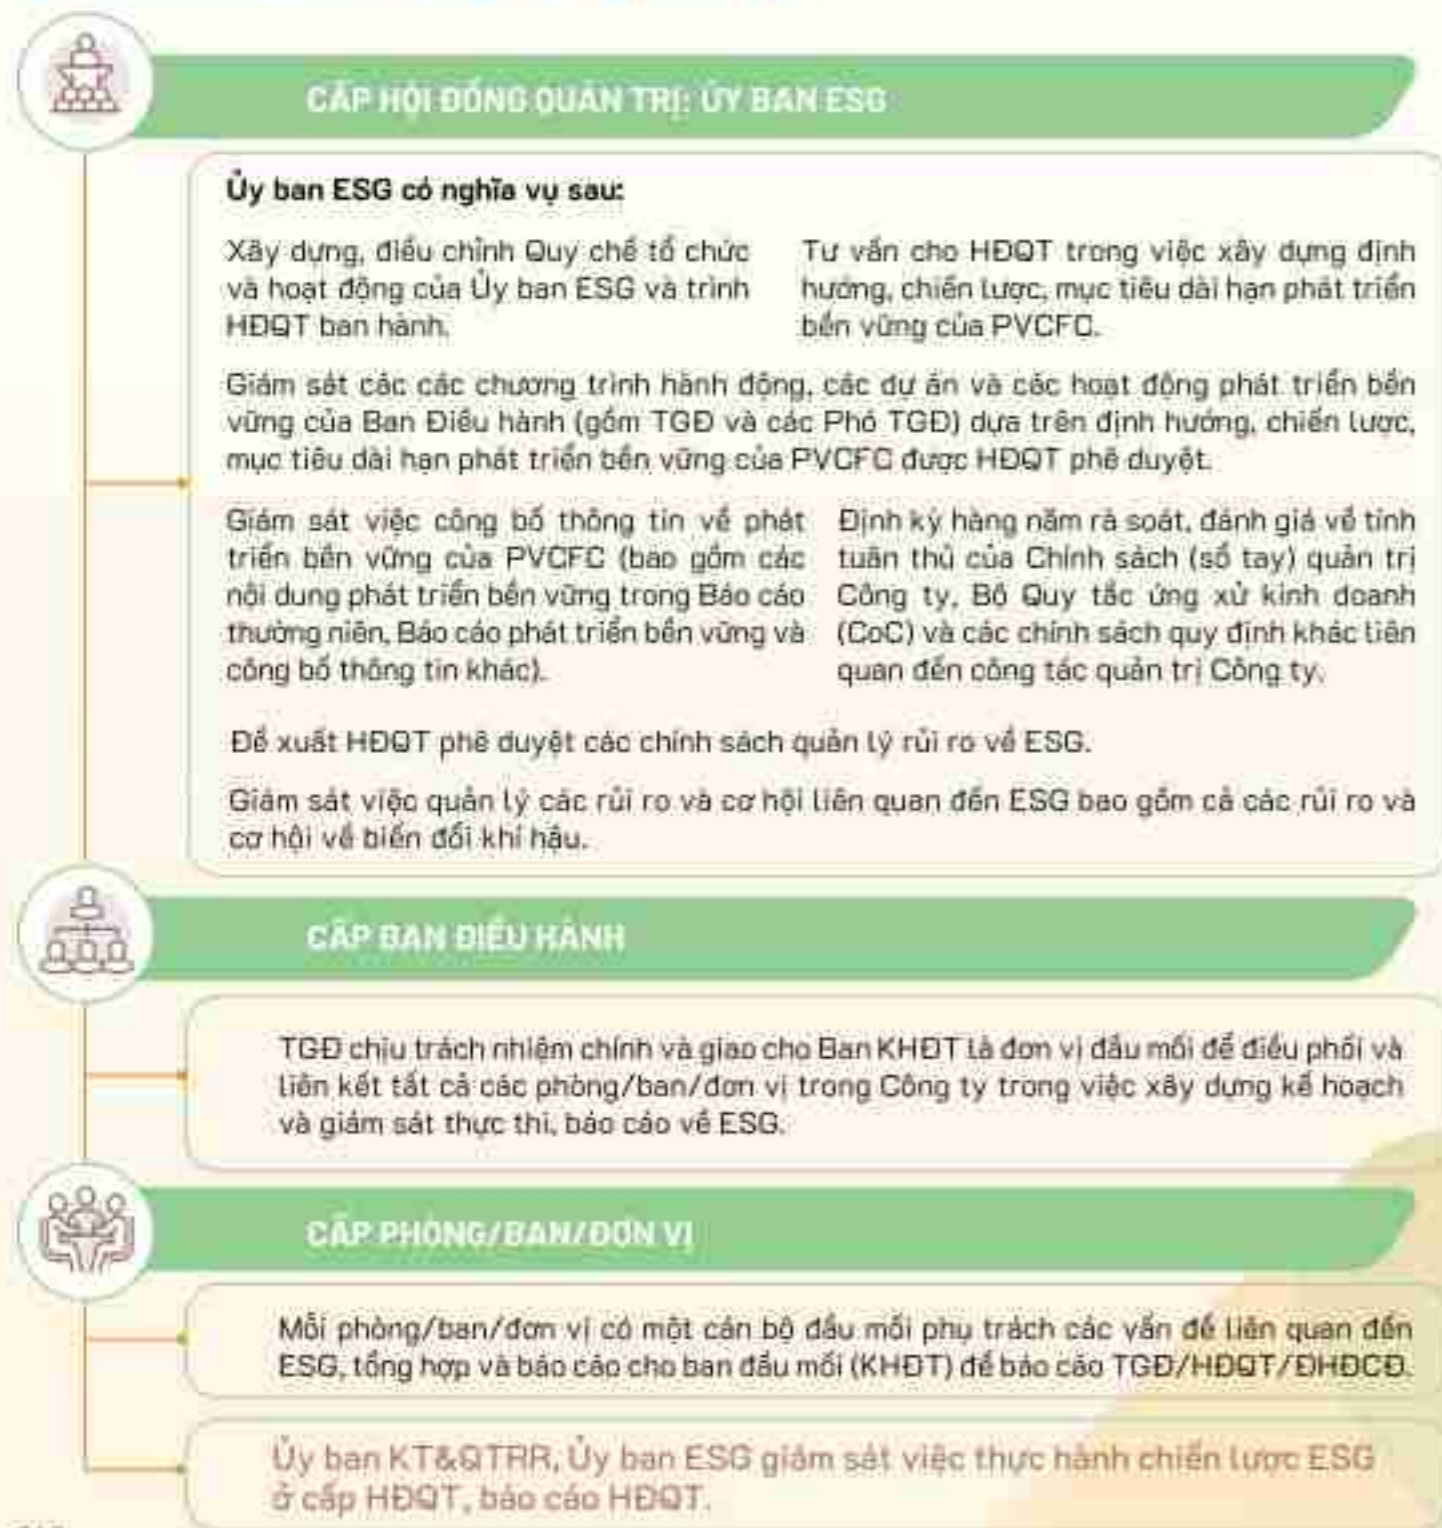 CẤP HỘI ĐỒNG QUẢN TRỊ: ỦY BAN ESG
Ủy ban ESG có nghĩa vụ sau:
Xây dựng, điều chỉnh Quy chế tổ chức
và hoạt động của Ủy ban ESG và trình
HĐQT ban hành.
Tư vấn cho HĐQT trong việc xây dựng định
hướng, chiến lược, mục tiêu dài hạn phát triển
bền vững của PVCFC.
Giám sát các các chương trình hành động, các dự án và các hoạt động phát triển bền
vững của Ban Điều hành (gồm TGĐ và các Phó TGĐ) dựa trên định hướng, chiến lược,
mục tiêu dài hạn phát triển bền vững của PVCFC được HĐQT phê duyệt.
Giám sát việc công bố thông tin về phát
triển bền vững của PVCFC (bao gồm các
nội dung phát triển bền vững trong Báo cáo
thường niên, Báo cáo phát triển bền vững và
công bố thông tin khác).
Định kỳ hàng năm rà soát, đánh giá về tính
tuân thủ của Chính sách (sổ tay) quản trị
Công ty, Bộ Quy tắc ứng xử kinh doanh
(CoC) và các chính sách quy định khác liên
quan đến công tác quản trị Công ty.
Đề xuất HĐQT phê duyệt các chính sách quản lý rủi ro về ESG.
Giám sát việc quản lý các rủi ro và cơ hội liên quan đến ESG bao gồm cả các rủi ro và
cơ hội về biến đổi khí hậu.
CẤP BAN ĐIỀU HÀNH
TGĐ chịu trách nhiệm chính và giao cho Ban KHĐT là đơn vị đầu mối để điều phối và
liên kết tất cả các phòng/ban/đơn vị trong Công ty trong việc xây dựng kế hoạch
và giám sát thực thi, báo cáo về ESG.
CẤP PHÒNG/BAN/ĐƠN VỊ
Mỗi phòng/ban/đơn vị có một cán bộ đầu mối phụ trách các vấn đề liên quan đến
ESG, tổng hợp và báo cáo cho ban đầu mối (KHĐT) để báo cáo TGĐ/HĐQT/ĐHĐCĐ.
Ủy ban KT&QTRR, Ủy ban ESG giám sát việc thực hành chiến lược ESG
ở cấp HĐQT, báo cáo HĐQT.